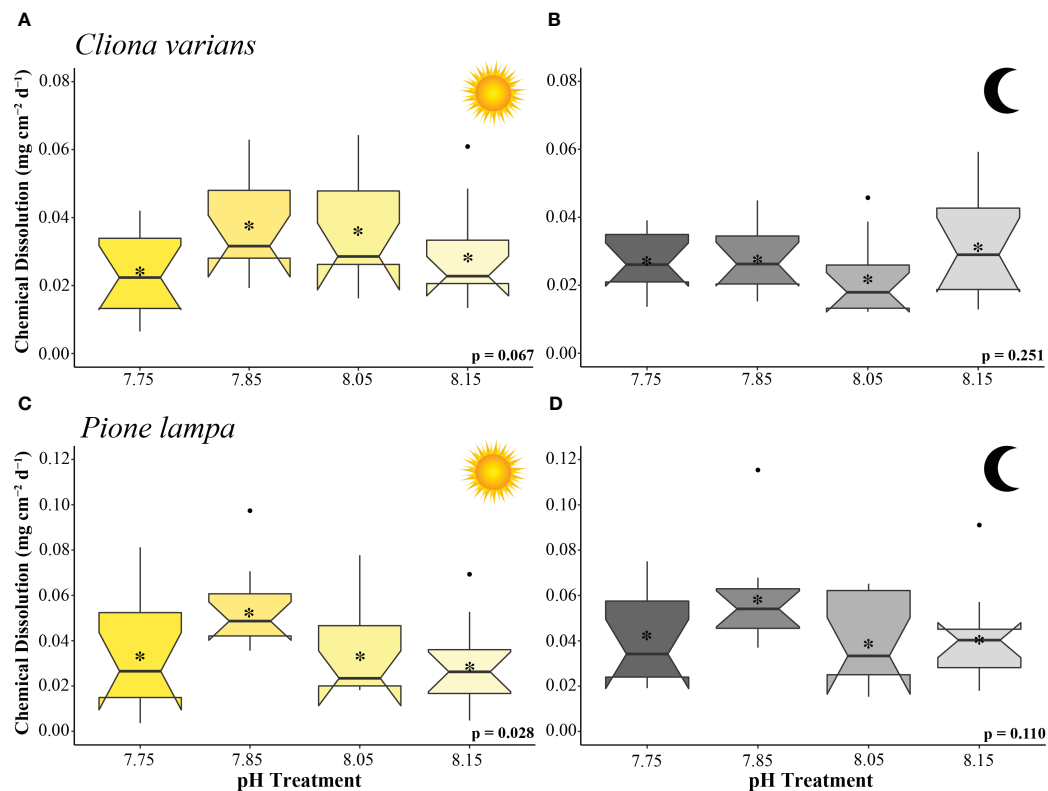 A
Cliona varians
Chemical Dissolution (mg cm⁻² d⁻¹)
0.08
0.06
0.04
0.02
0.00
7.75 7.85 8.05 8.15
p = 0.067
B
0.08
0.06
0.04
0.02
0.00
7.75 7.85 8.05 8.15
p = 0.251
C
Pione lampa
Chemical Dissolution (mg cm⁻² d⁻¹)
0.12
0.10
0.08
0.06
0.04
0.02
0.00
7.75 7.85 8.05 8.15
p = 0.028
pH Treatment
D
0.12
0.10
0.08
0.06
0.04
0.02
0.00
7.75 7.85 8.05 8.15
p = 0.110
pH Treatment